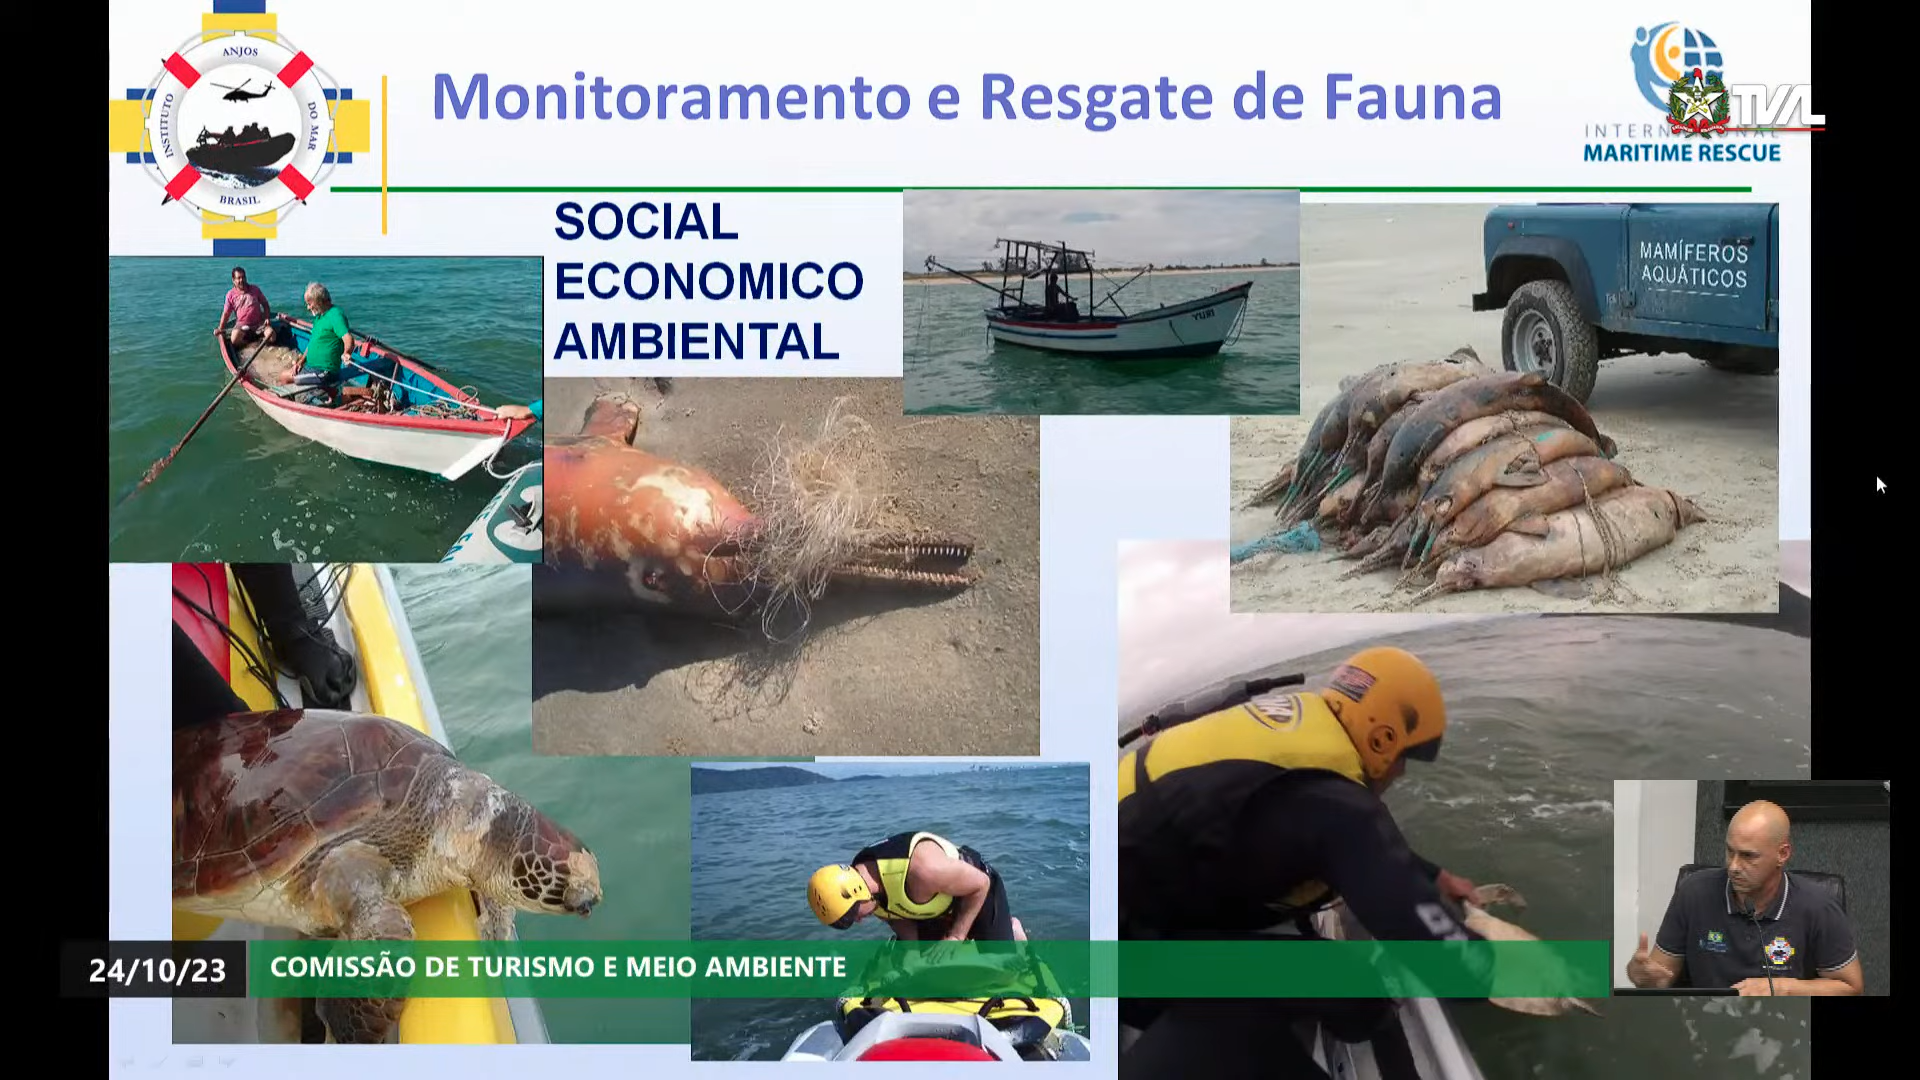 ANJOS
INSTITUTO
DO MAR
BRASIL
Monitoramento e Resgate de Fauna
TVAL
MARITIME RESCUE
SOCIAL
ECONOMICO
AMBIENTAL
YURI
MAMÍFEROS
AQUÁTICOS
24/10/23
COMISSÃO DE TURISMO E MEIO AMBIENTE